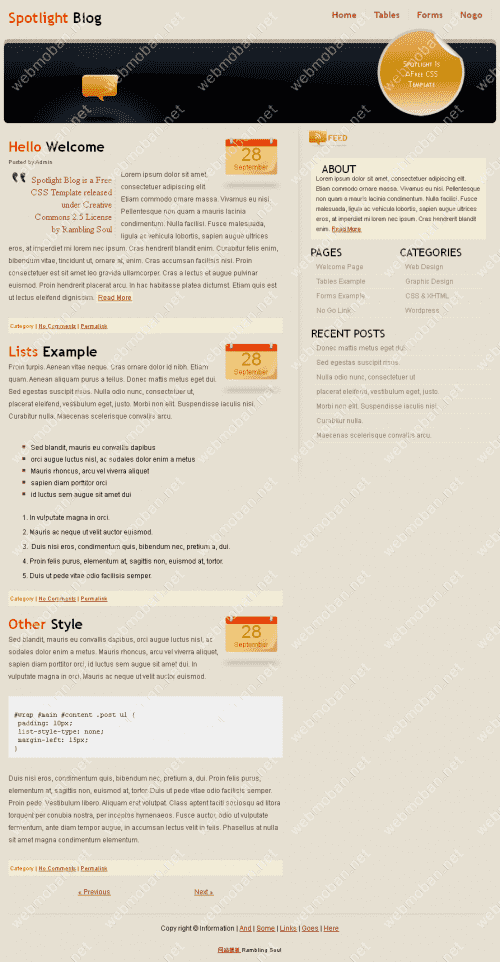 Spotlight Blog
Home Tables Forms Nogo
Spotlight Is
A Free CSS
Template
Hello Welcome
Posted by Admin
28
September
Spotlight Blog is a Free
CSS Template released
under Creative
Commons 2.5 License
by Rambling Soul
Lorem ipsum dolor sit amet,
consectetuer adipiscing elit.
Etiam commodo ornare massa. Vivamus eu nisi.
Pellentesque non quam a mauris lacinia
condimentum. Nulla facilisi. Fusce malesuada,
ligula ac vehicula lobortis, sapien augue ultrices
eros, at imperdiet mi lorem nec ipsum. Cras hendrerit blandit enim. Curabitur felis enim,
bibendum vitae, tincidunt ut, ornare at, enim. Cras accumsan facilisis nisi. Proin
consectetuer est sit amet leo gravida ullamcorper. Cras a lectus et augue pulvinar
euismod. Proin hendrerit placerat arcu. In hac habitasse platea dictumst. Etiam quis est
ut lectus eleifend dignissim. Read More
Category | No Comments | Permalink
Lists Example
28
September
Proin turpis. Aenean vitae neque. Cras ornare dolor id nibh. Etiam
quam. Aenean aliquam purus a tellus. Donec mattis metus eget dui.
Sed egestas suscipit risus. Nulla odio nunc, consectetuer ut,
placerat eleifend, vestibulum eget, justo. Morbi non elit. Suspendisse iaculis nisi.
Curabitur nulla. Maecenas scelerisque convallis arcu.
Sed blandit, mauris eu convallis dapibus
orci augue luctus nisl, ac sodales dolor enim a metus
Mauris rhoncus, arcu vel viverra aliquet
sapien diam porttitor orci
id luctus sem augue sit amet dui
1. In vulputate magna in orci.
2. Mauris ac neque ut velit auctor euismod.
3. Duis nisi eros, condimentum quis, bibendum nec, pretium a, dui.
4. Proin felis purus, elementum at, sagittis non, euismod at, tortor.
5. Duis ut pede vitae odio facilisis semper.
Category | No Comments | Permalink
Other Style
28
September
Sed blandit, mauris eu convallis dapibus, orci augue luctus nisl, ac
sodales dolor enim a metus. Mauris rhoncus, arcu vel viverra aliquet,
sapien diam porttitor orci, id luctus sem augue sit amet dui. In
vulputate magna in orci. Mauris ac neque ut velit auctor euismod.
#wrap #main #content .post ul {
padding: 10px;
list-style-type: none;
margin-left: 15px;
}
Duis nisi eros, condimentum quis, bibendum nec, pretium a, dui. Proin felis purus,
elementum at, sagittis non, euismod at, tortor. Duis ut pede vitae odio facilisis semper.
Proin pede. Vestibulum libero. Aliquam erat volutpat. Class aptent taciti sociosqu ad litora
torquent per conubia nostra, per inceptos hymenaeos. Fusce auctor, odio ut vulputate
fermentum, ante diam tempor augue, in accumsan lectus velit in felis. Phasellus at nulla
sit amet magna condimentum elementum.
Category | No Comments | Permalink
« Previous Next »
FEED
ABOUT
Lorem ipsum dolor sit amet, consectetuer adipiscing elit.
Etiam commodo ornare massa. Vivamus eu nisi. Pellentesque
non quam a mauris lacinia condimentum. Nulla facilisi. Fusce
malesuada, ligula ac vehicula lobortis, sapien augue ultrices
eros, at imperdiet mi lorem nec ipsum. Cras hendrerit blandit
enim. Read More
PAGES
Welcome Page
Tables Example
Forms Example
No Go Link
CATEGORIES
Web Design
Graphic Design
CSS & XHTML
Wordpress
RECENT POSTS
Donec mattis metus eget dui.
Sed egestas suscipit risus.
Nulla odio nunc, consectetuer ut
placerat eleifend, vestibulum eget, justo.
Morbi non elit. Suspendisse iaculis nisl.
Curabitur nulla.
Maecenas scelerisque convallis arcu.
Copy right © Information | And | Some | Links | Goes | Here
网站模板 Rambling Soul
webmoban.net